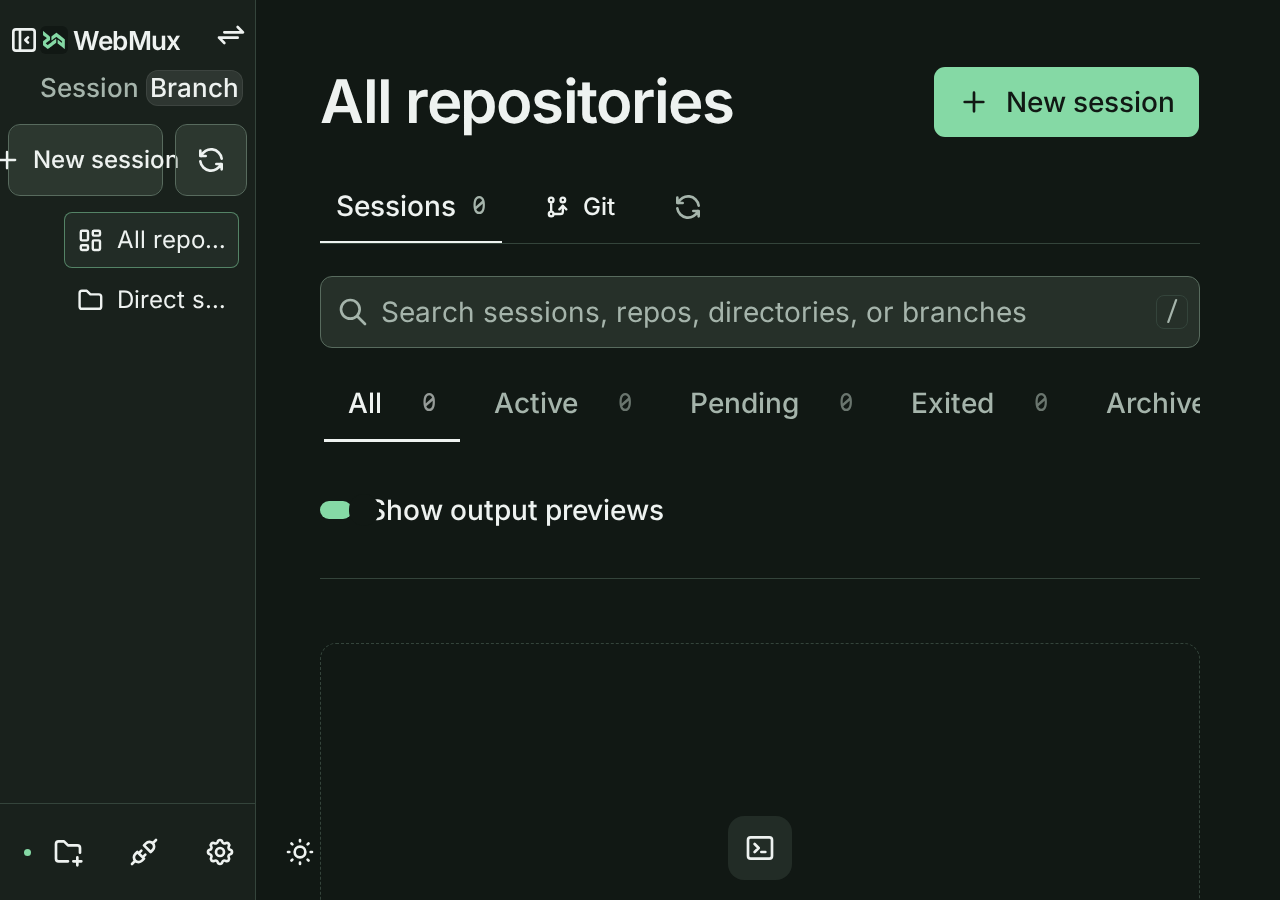 WebMux
Session Branch
+ New session
All repo...
Direct s...
All repositories
+ New session
Sessions 0
Git
Search sessions, repos, directories, or branches /
All 0 Active 0 Pending 0 Exited 0 Archive
Show output previews